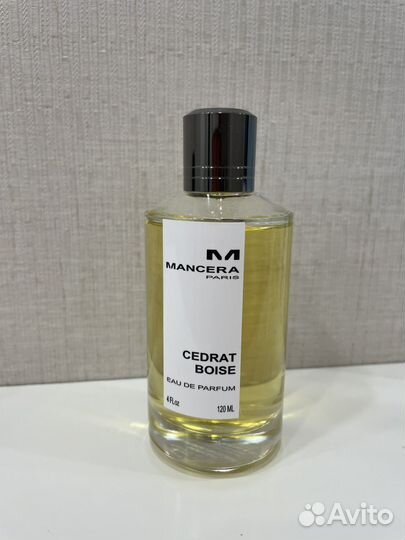 M
MANCERA
PARIS
CEDRAT
BOISE
EAU DE PARFUM
4 Fl.oz 120 ML
Avito